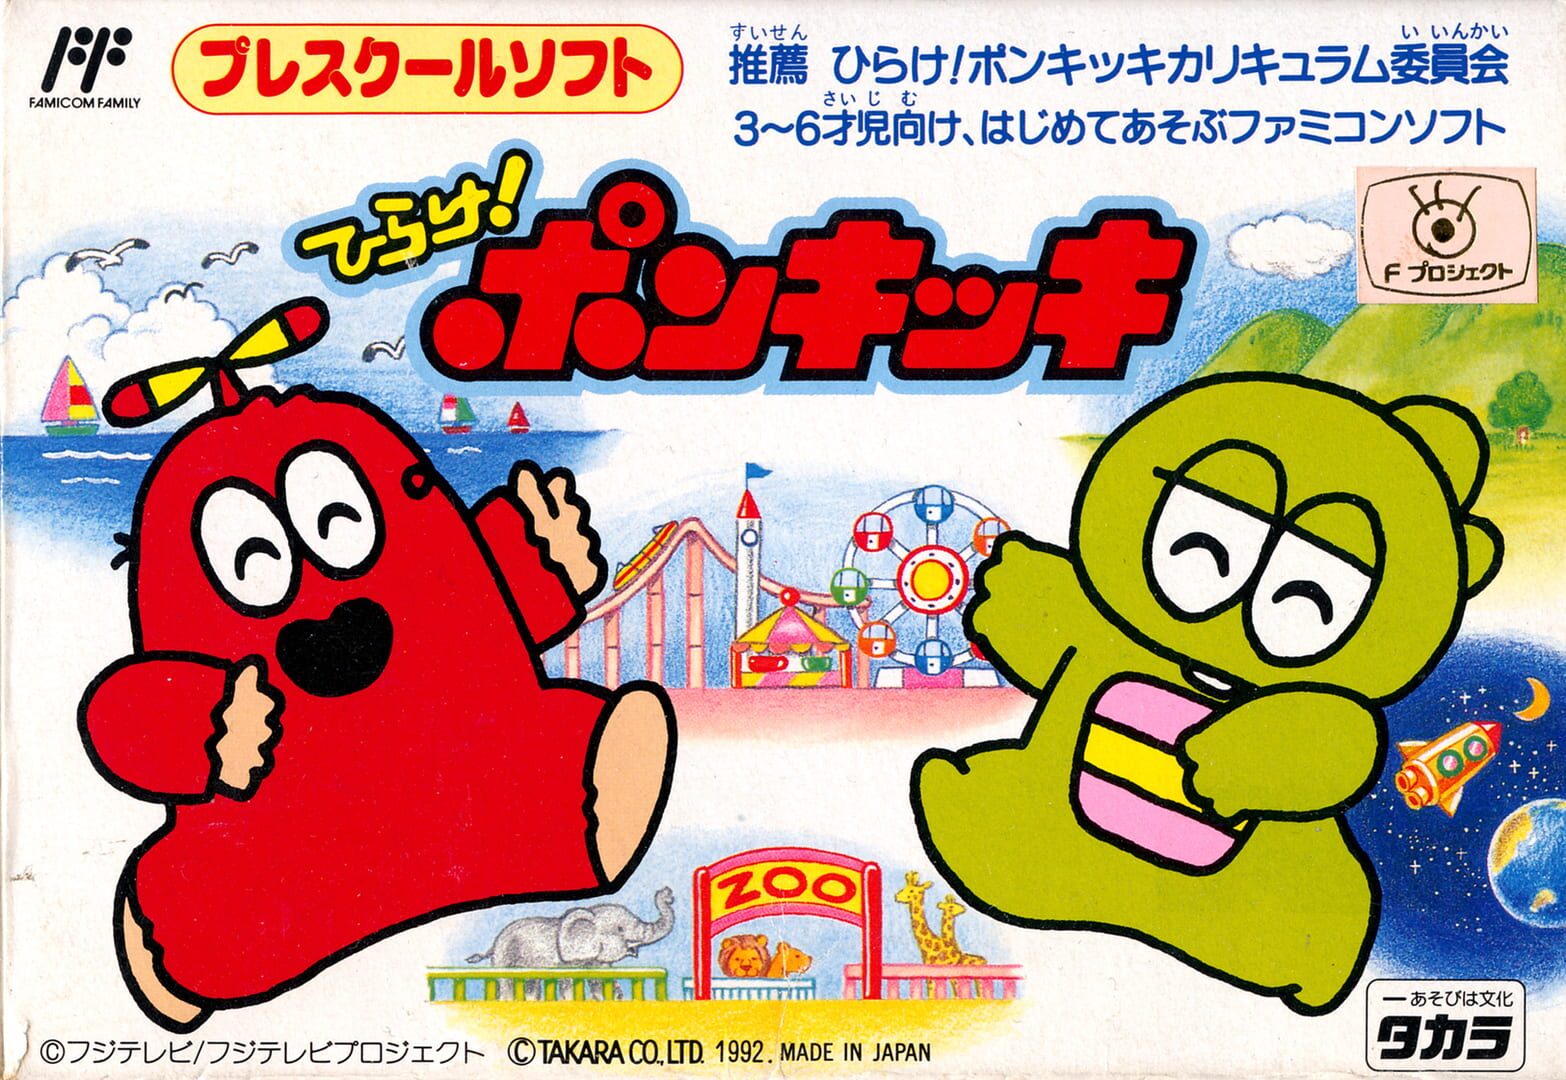 FAMICOM FAMILY
プレスクールソフト
すいせん
いいんかい
推薦 ひらけ!ポンキッキカリキュラム委員会
さいじむ
3〜6才児向け、はじめてあそぶファミコンソフト
ひらけ!
ポンキッキ
F プロジェクト
ZOO
ーあそびは文化
タカラ
©フジテレビ/フジテレビプロジェクト ©TAKARA CO., LTD. 1992. MADE IN JAPAN